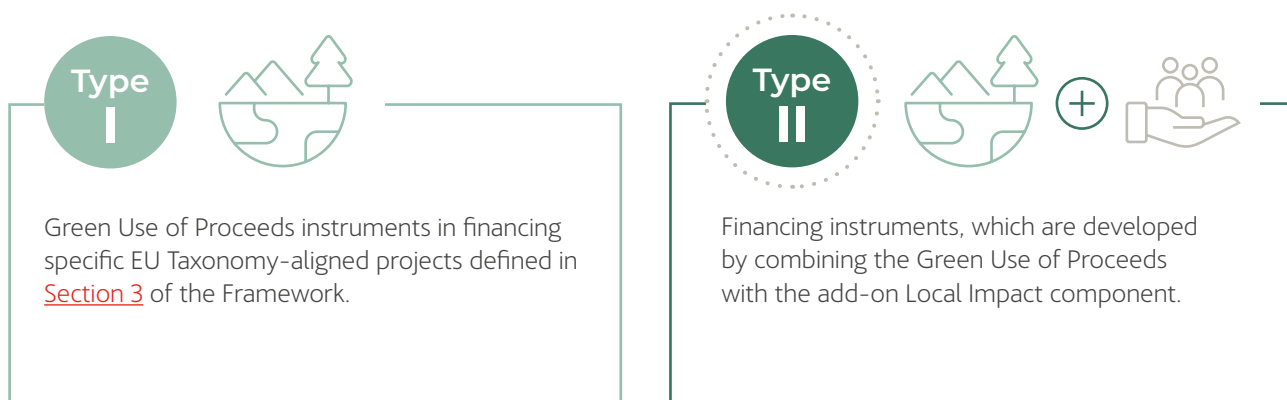 Type
I
Green Use of Proceeds instruments in financing
specific EU Taxonomy-aligned projects defined in
Section 3 of the Framework.
Type
II
Financing instruments, which are developed
by combining the Green Use of Proceeds
with the add-on Local Impact component.